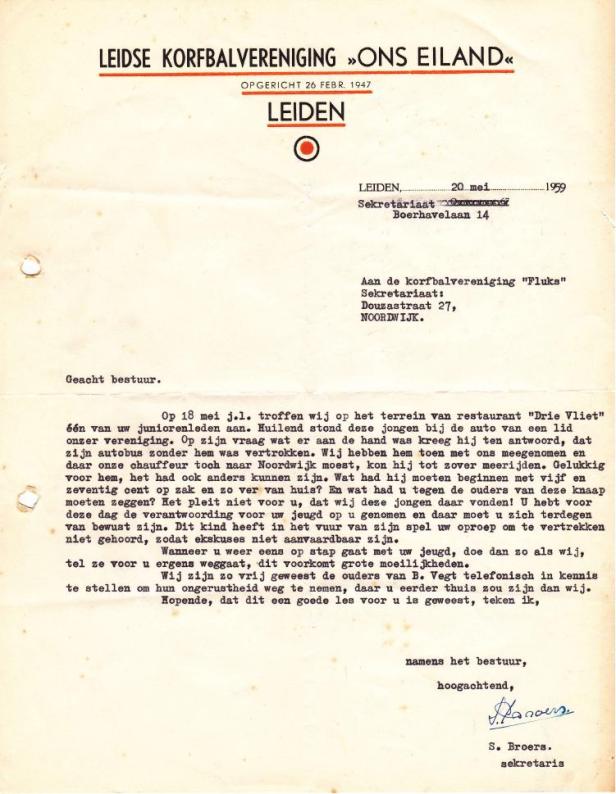 LEIDSE KORFBALVERENIGING »ONS EILAND«
OPGERICHT 26 FEBR. 1947
LEIDEN
LEIDEN, 20 mei 1959
Sekretariaat
Boerhavelaan 14
Aan de korfbalvereniging "Fluks"
Sekretariaat:
Douzastraat 27,
NOORDWIJK.
Geacht bestuur.
Op 18 mei j.l. troffen wij op het terrein van restaurant "Drie Vliet"
één van uw juniorenleden aan. Huilend stond deze jongen bij de auto van een lid
onzer vereniging. Op zijn vraag wat er aan de hand was kreeg hij ten antwoord, dat
zijn autobus zonder hem was vertrokken. Wij hebben hem toen met ons meegenomen en
daar onze chauffeur toch naar Noordwijk moest, kon hij tot zover meerijden. Gelukkig
voor hem, het had ook anders kunnen zijn. Wat had hij moeten beginnen met vijf en
zeventig cent op zak en zo ver van huis? En wat had u tegen de ouders van deze knaap
moeten zeggen? Het pleit niet voor u, dat wij deze jongen daar vonden! U hebt voor
deze dag de verantwoording voor uw jeugd op u genomen en daar moet u zich terdegen
van bewust zijn. Dit kind heeft in het vuur van zijn spel uw oproep om te vertrekken
niet gehoord, zodat ekskuses niet aanvaardbaar zijn.
Wanneer u weer eens op stap gaat met uw jeugd, doe dan zo als wij,
tel ze voor u ergens weggaat, dit voorkomt grote moeilijkheden.
Wij zijn zo vrij geweest de ouders van B. Vegt telefonisch in kennis
te stellen om hun ongerustheid weg te nemen, daar u eerder thuis zou zijn dan wij.
Hopende, dat dit een goede les voor u is geweest, teken ik,
namens het bestuur,
hoogachtend,
S. Broers.
sekretaris